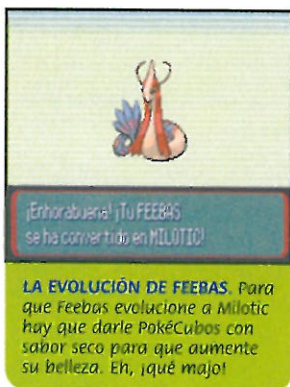 ¡Enhorabuena! ¡Tu FEEBAS
se ha convertido en MILOTIC!
LA EVOLUCIÓN DE FEEBAS. Para
que Feebas evolucione a Milotic
hay que darle PokéCubos con
sabor seco para que aumente
su belleza. Eh, ¡qué majo!